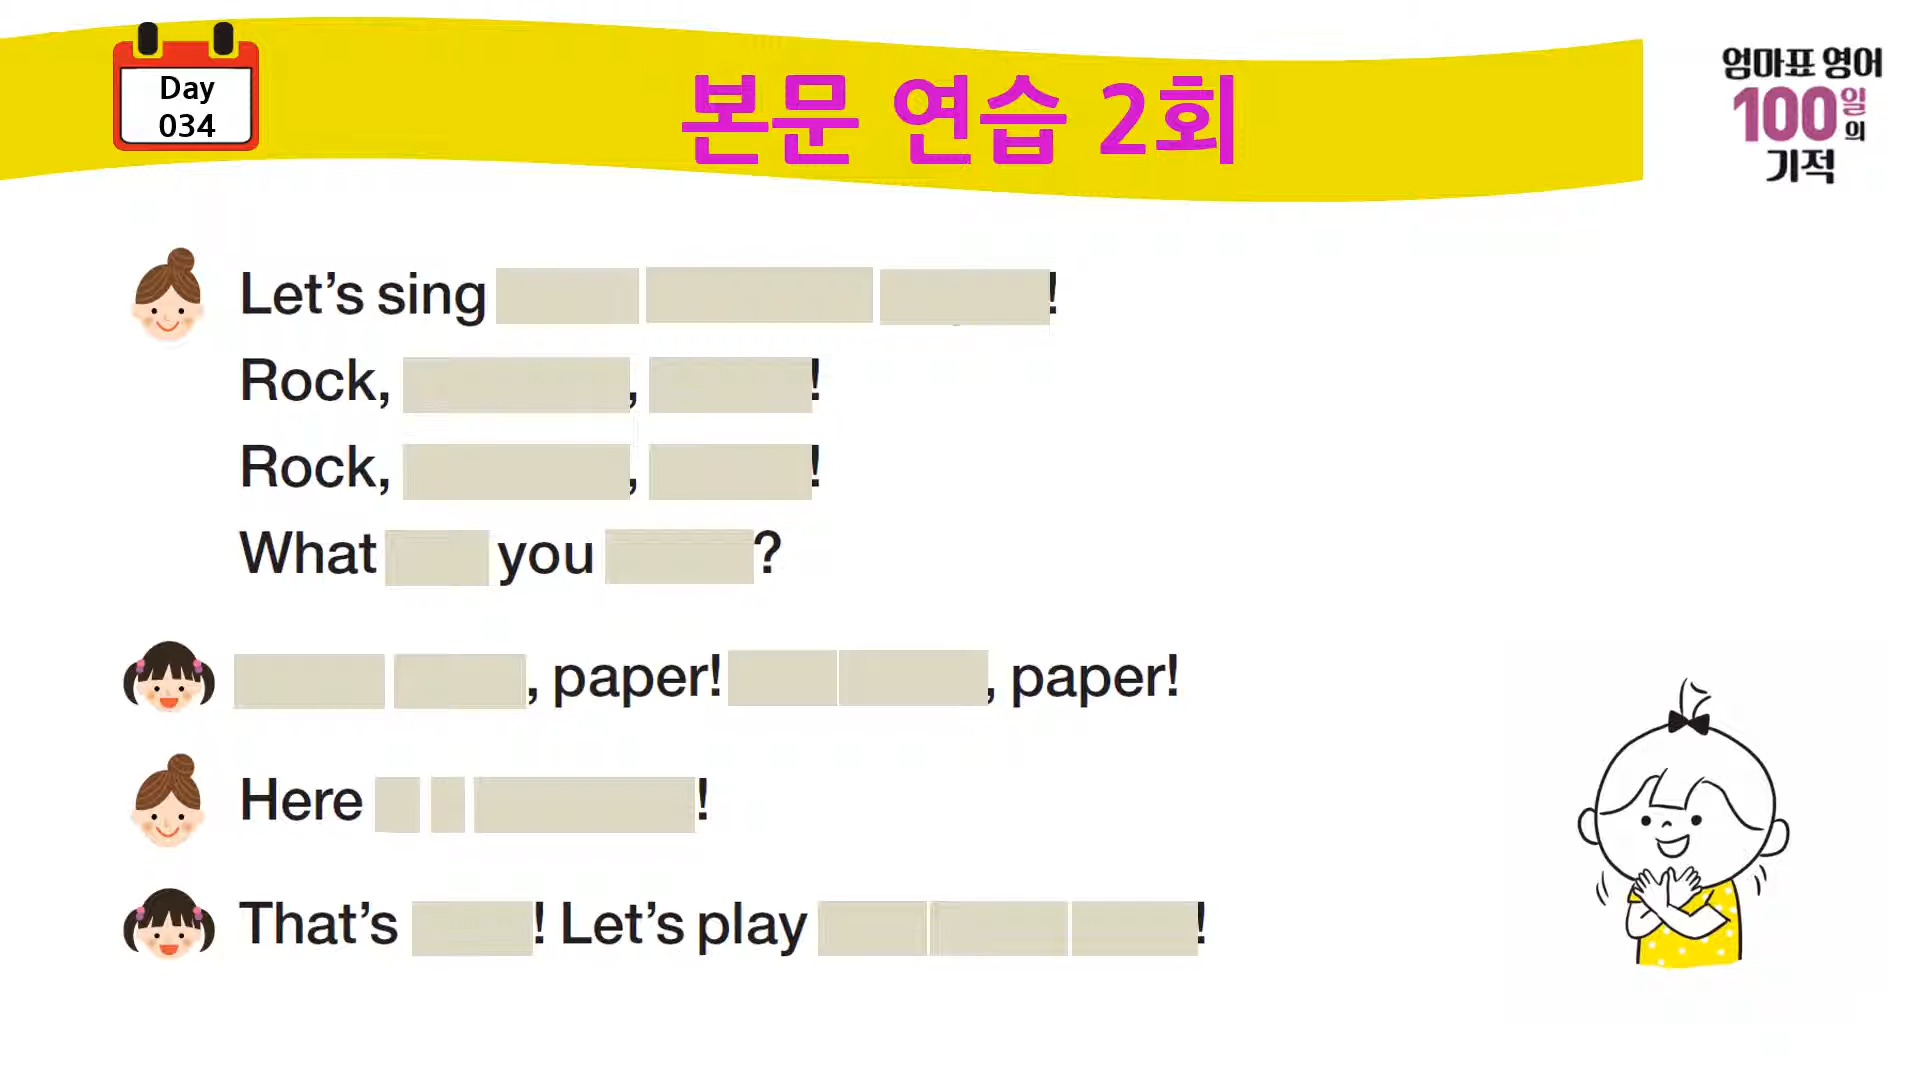 Day
034
본문 연습 2회
엄마표 영어
100일의
기적
Let's sing !
Rock, , !
Rock, , !
What you ?
, paper! , paper!
Here !
That's ! Let's play !